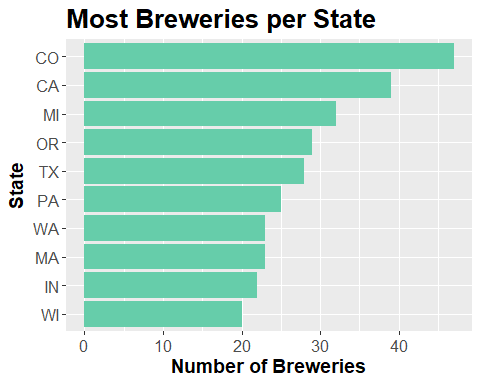 Most Breweries per State
CO
CA
MI
OR
TX
PA
WA
MA
IN
WI
State
0 10 20 30 40
Number of Breweries